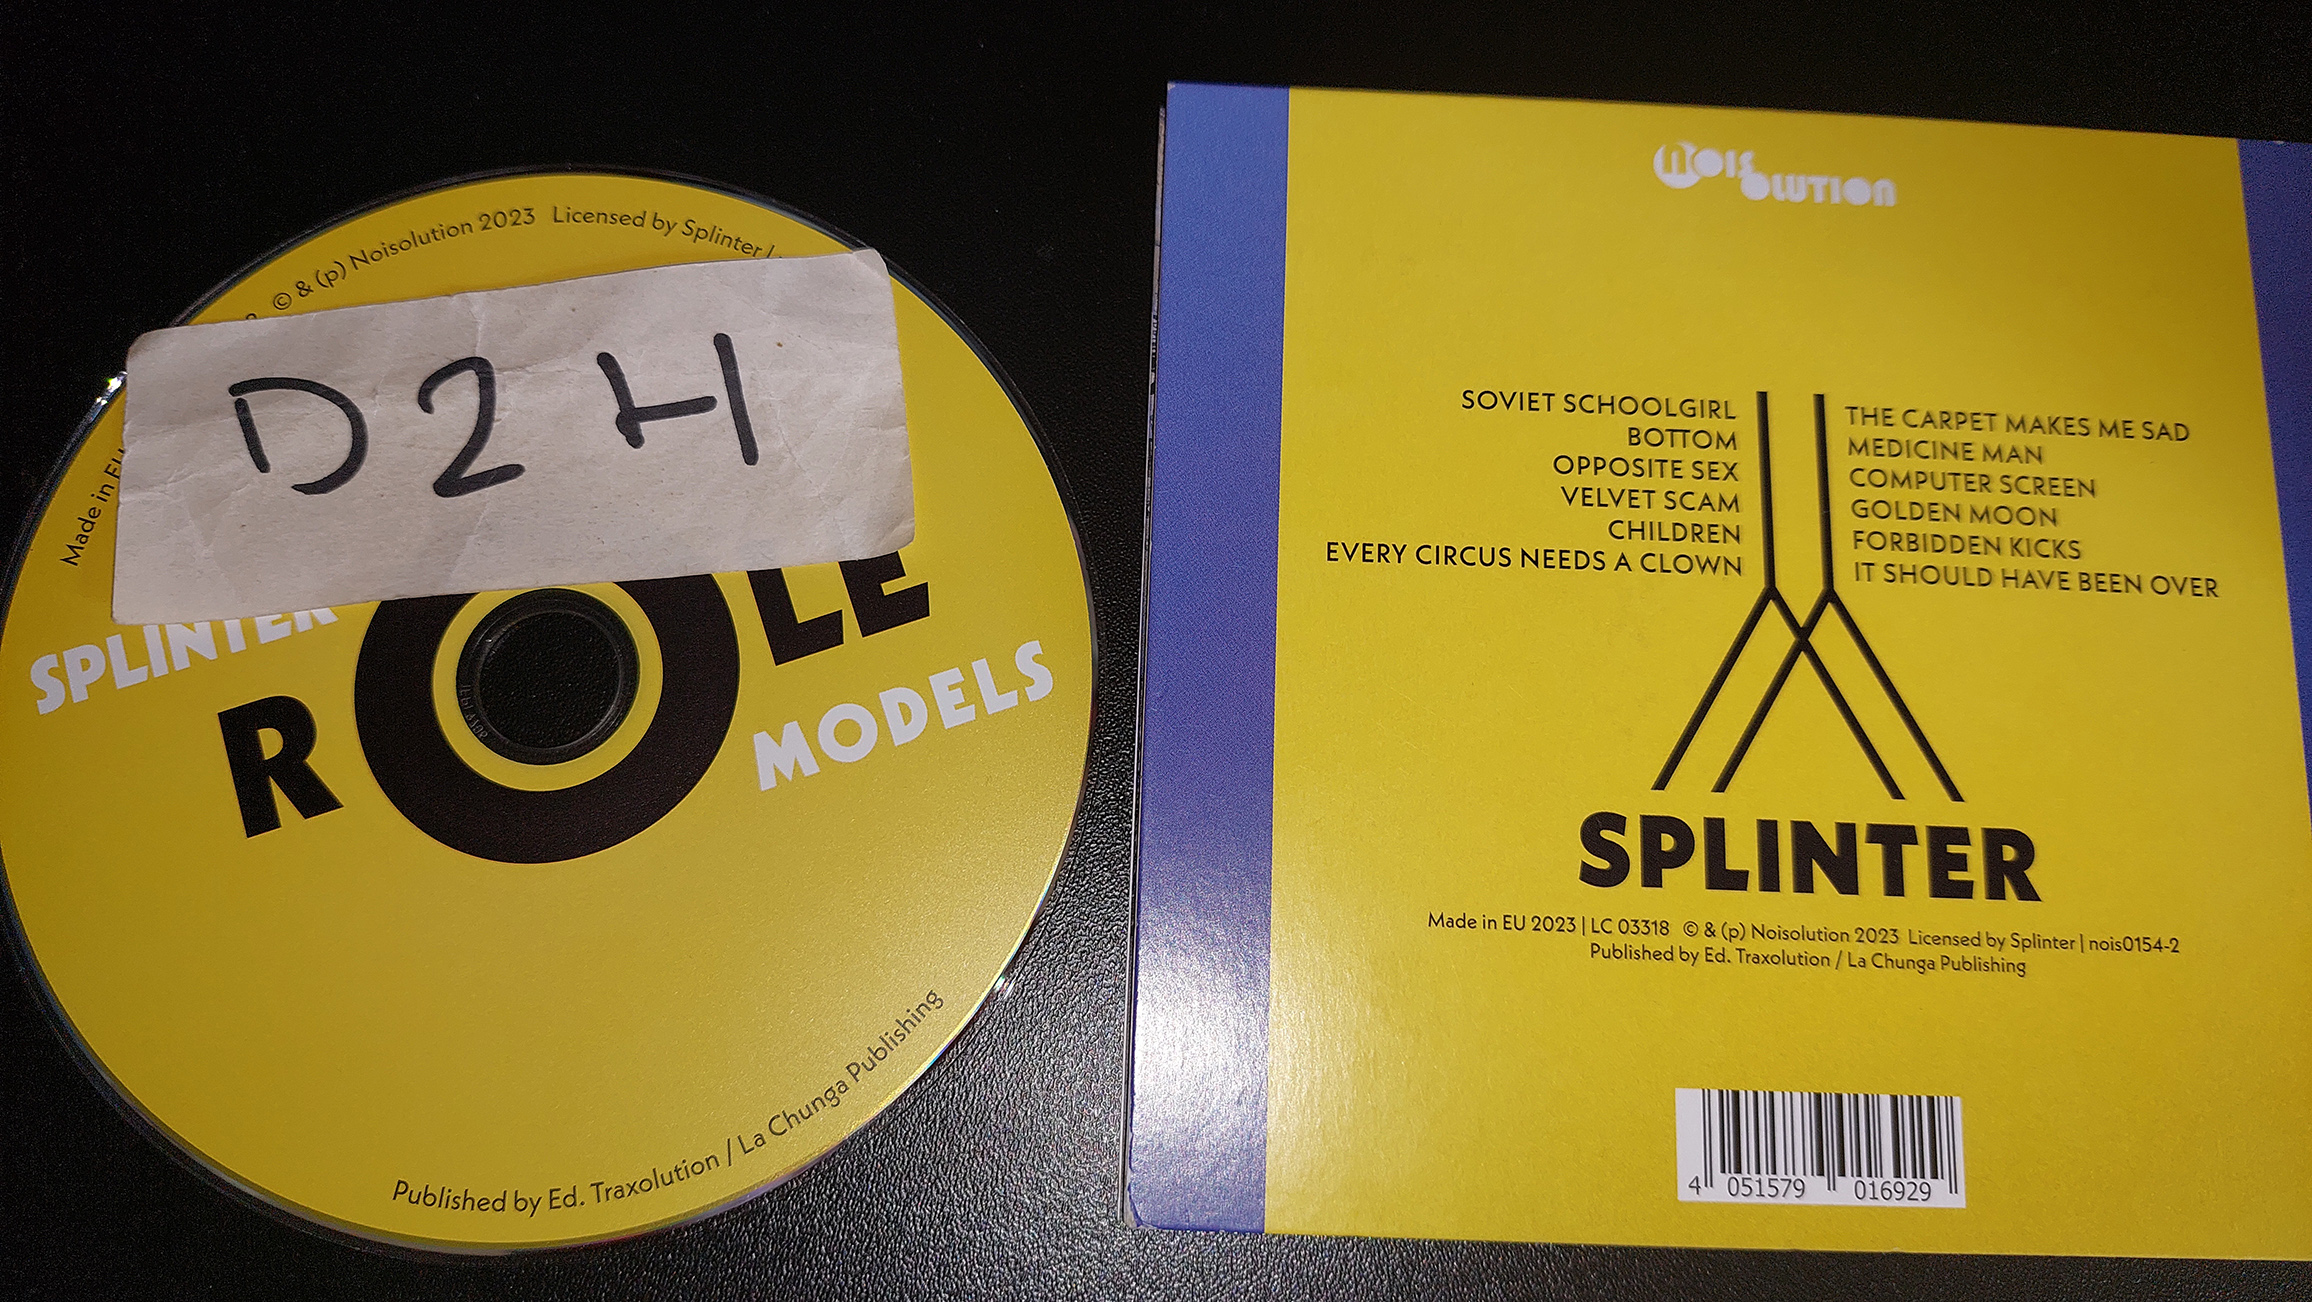 © & (p) Noisolution 2023 Licensed by Splinter |
Made in EU
D2H
SPLINTER
ROLE
MODELS
Published by Ed. Traxolution / La Chunga Publishing
noisolution
SOVIET SCHOOLGIRL
BOTTOM
OPPOSITE SEX
VELVET SCAM
CHILDREN
EVERY CIRCUS NEEDS A CLOWN
THE CARPET MAKES ME SAD
MEDICINE MAN
COMPUTER SCREEN
GOLDEN MOON
FORBIDDEN KICKS
IT SHOULD HAVE BEEN OVER
SPLINTER
Made in EU 2023 | LC 03318 © & (p) Noisolution 2023 Licensed by Splinter | nois0154-2
Published by Ed. Traxolution / La Chunga Publishing
4 051579 016929